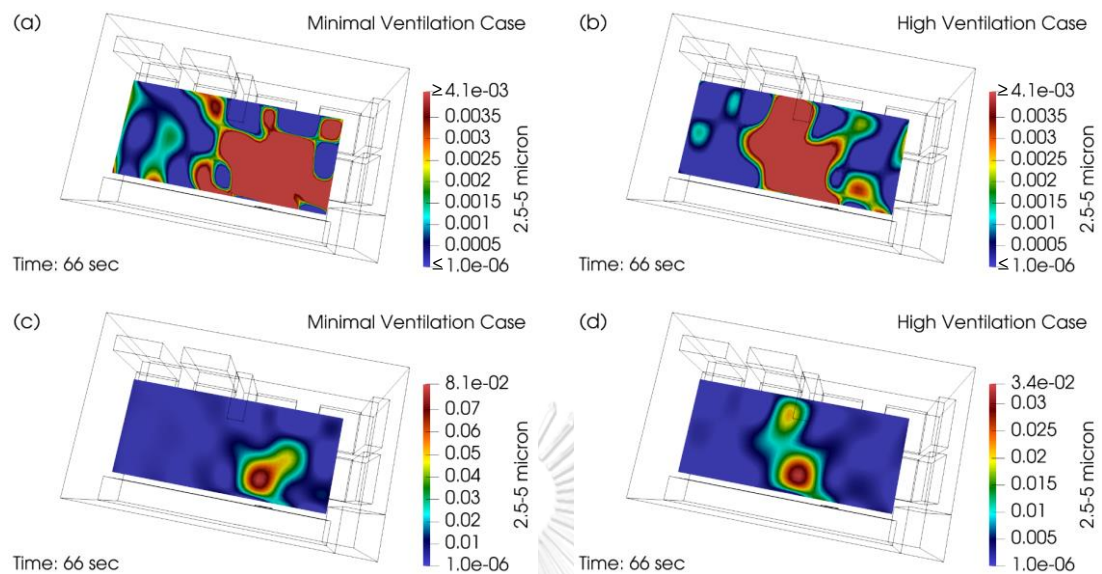 (a) Minimal Ventilation Case
≥ 4.1e-03
0.0035
0.003
0.0025
0.002
0.0015
0.001
0.0005
≤ 1.0e-06
2.5-5 micron
Time: 66 sec
(b) High Ventilation Case
≥ 4.1e-03
0.0035
0.003
0.0025
0.002
0.0015
0.001
0.0005
≤ 1.0e-06
2.5-5 micron
Time: 66 sec
(c) Minimal Ventilation Case
8.1e-02
0.07
0.06
0.05
0.04
0.03
0.02
0.01
1.0e-06
2.5-5 micron
Time: 66 sec
(d) High Ventilation Case
3.4e-02
0.03
0.025
0.02
0.015
0.01
0.005
1.0e-06
2.5-5 micron
Time: 66 sec